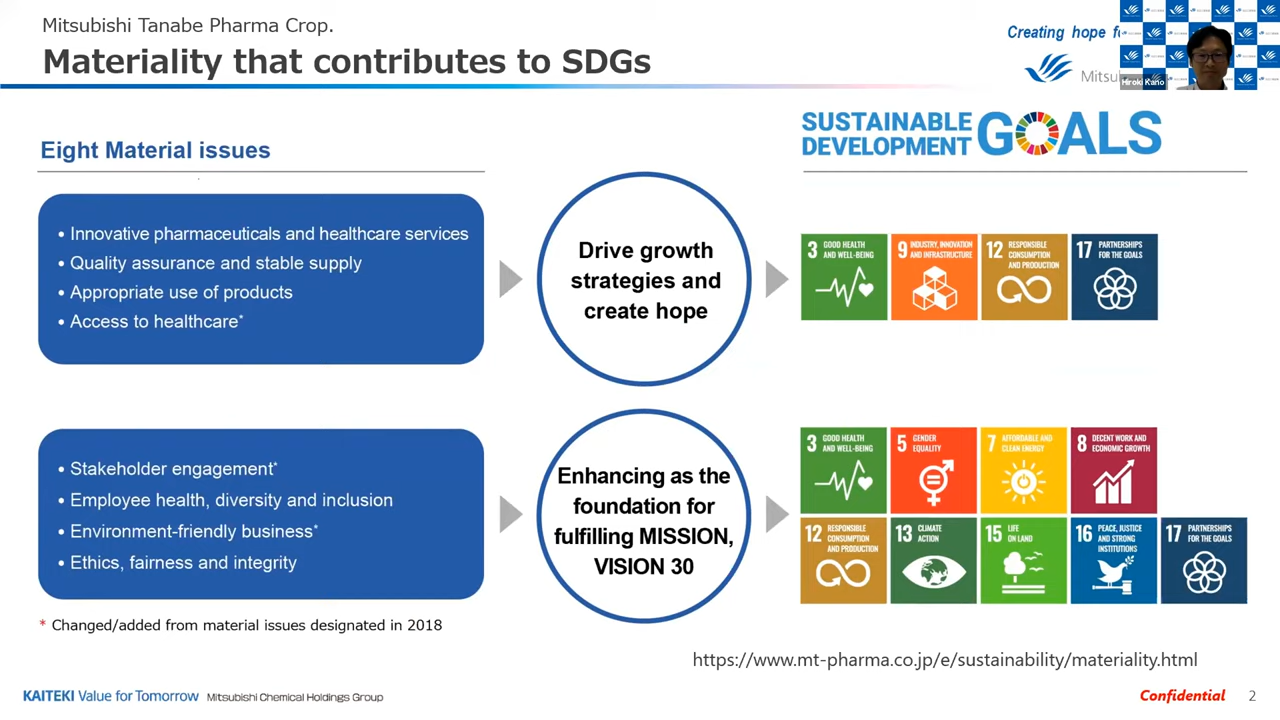 Mitsubishi Tanabe Pharma Crop.
Materiality that contributes to SDGs
Creating hope
Mitsu
Hiroki Kano
SUSTAINABLE
DEVELOPMENT
GOALS
Eight Material issues
• Innovative pharmaceuticals and healthcare services
• Quality assurance and stable supply
• Appropriate use of products
• Access to healthcare*
Drive growth
strategies and
create hope
3 GOOD HEALTH
AND WELL-BEING
9 INDUSTRY, INNOVATION
AND INFRASTRUCTURE
12 RESPONSIBLE
CONSUMPTION
AND PRODUCTION
17 PARTNERSHIPS
FOR THE GOALS
• Stakeholder engagement*
• Employee health, diversity and inclusion
• Environment-friendly business*
• Ethics, fairness and integrity
Enhancing as the
foundation for
fulfilling MISSION,
VISION 30
3 GOOD HEALTH
AND WELL-BEING
5 GENDER
EQUALITY
7 AFFORDABLE AND
CLEAN ENERGY
8 DECENT WORK AND
ECONOMIC GROWTH
12 RESPONSIBLE
CONSUMPTION
AND PRODUCTION
13 CLIMATE
ACTION
15 LIFE
ON LAND
16 PEACE, JUSTICE
AND STRONG
INSTITUTIONS
17 PARTNERSHIPS
FOR THE GOALS
* Changed/added from material issues designated in 2018
https://www.mt-pharma.co.jp/e/sustainability/materiality.html
KAITEKI Value for Tomorrow Mitsubishi Chemical Holdings Group
Confidential 2